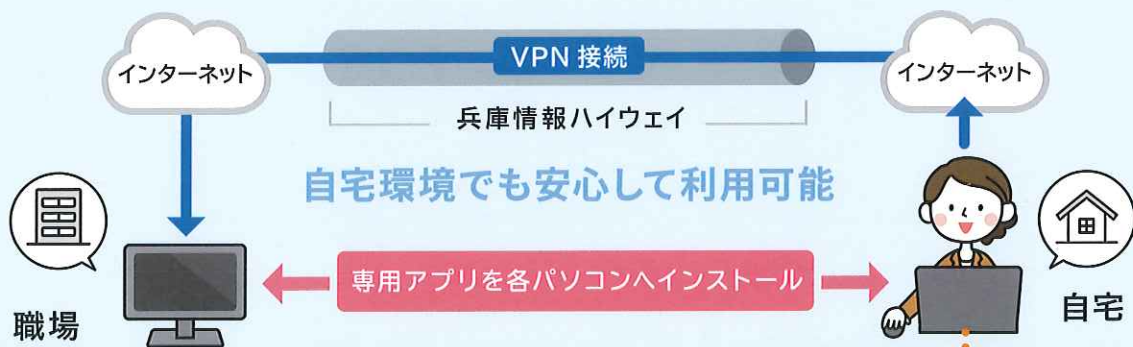 VPN 接続
インターネット
インターネット
兵庫情報ハイウェイ
自宅環境でも安心して利用可能
専用アプリを各パソコンへインストール
職場
自宅